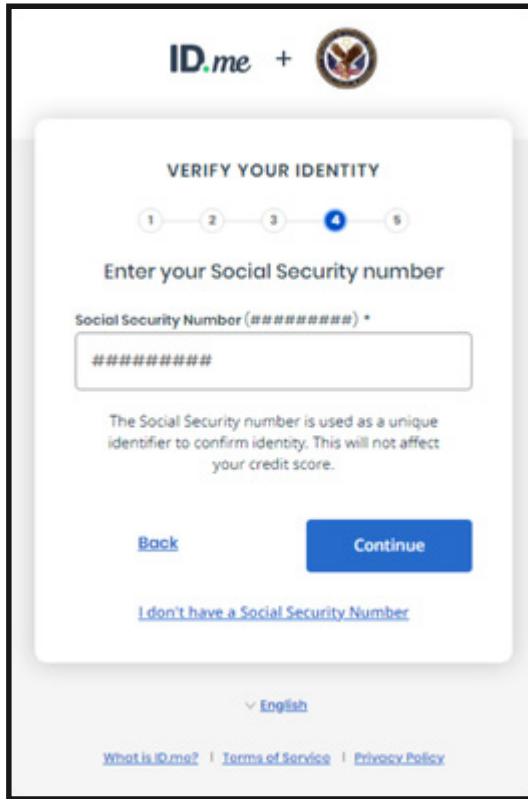 ID.me +
VERIFY YOUR IDENTITY
1 2 3 4 5
Enter your Social Security number
Social Security Number (#########) *
#########
The Social Security number is used as a unique
identifier to confirm identity. This will not affect
your credit score.
Back Continue
I don't have a Social Security Number
English
What is ID.me? | Terms of Service | Privacy Policy